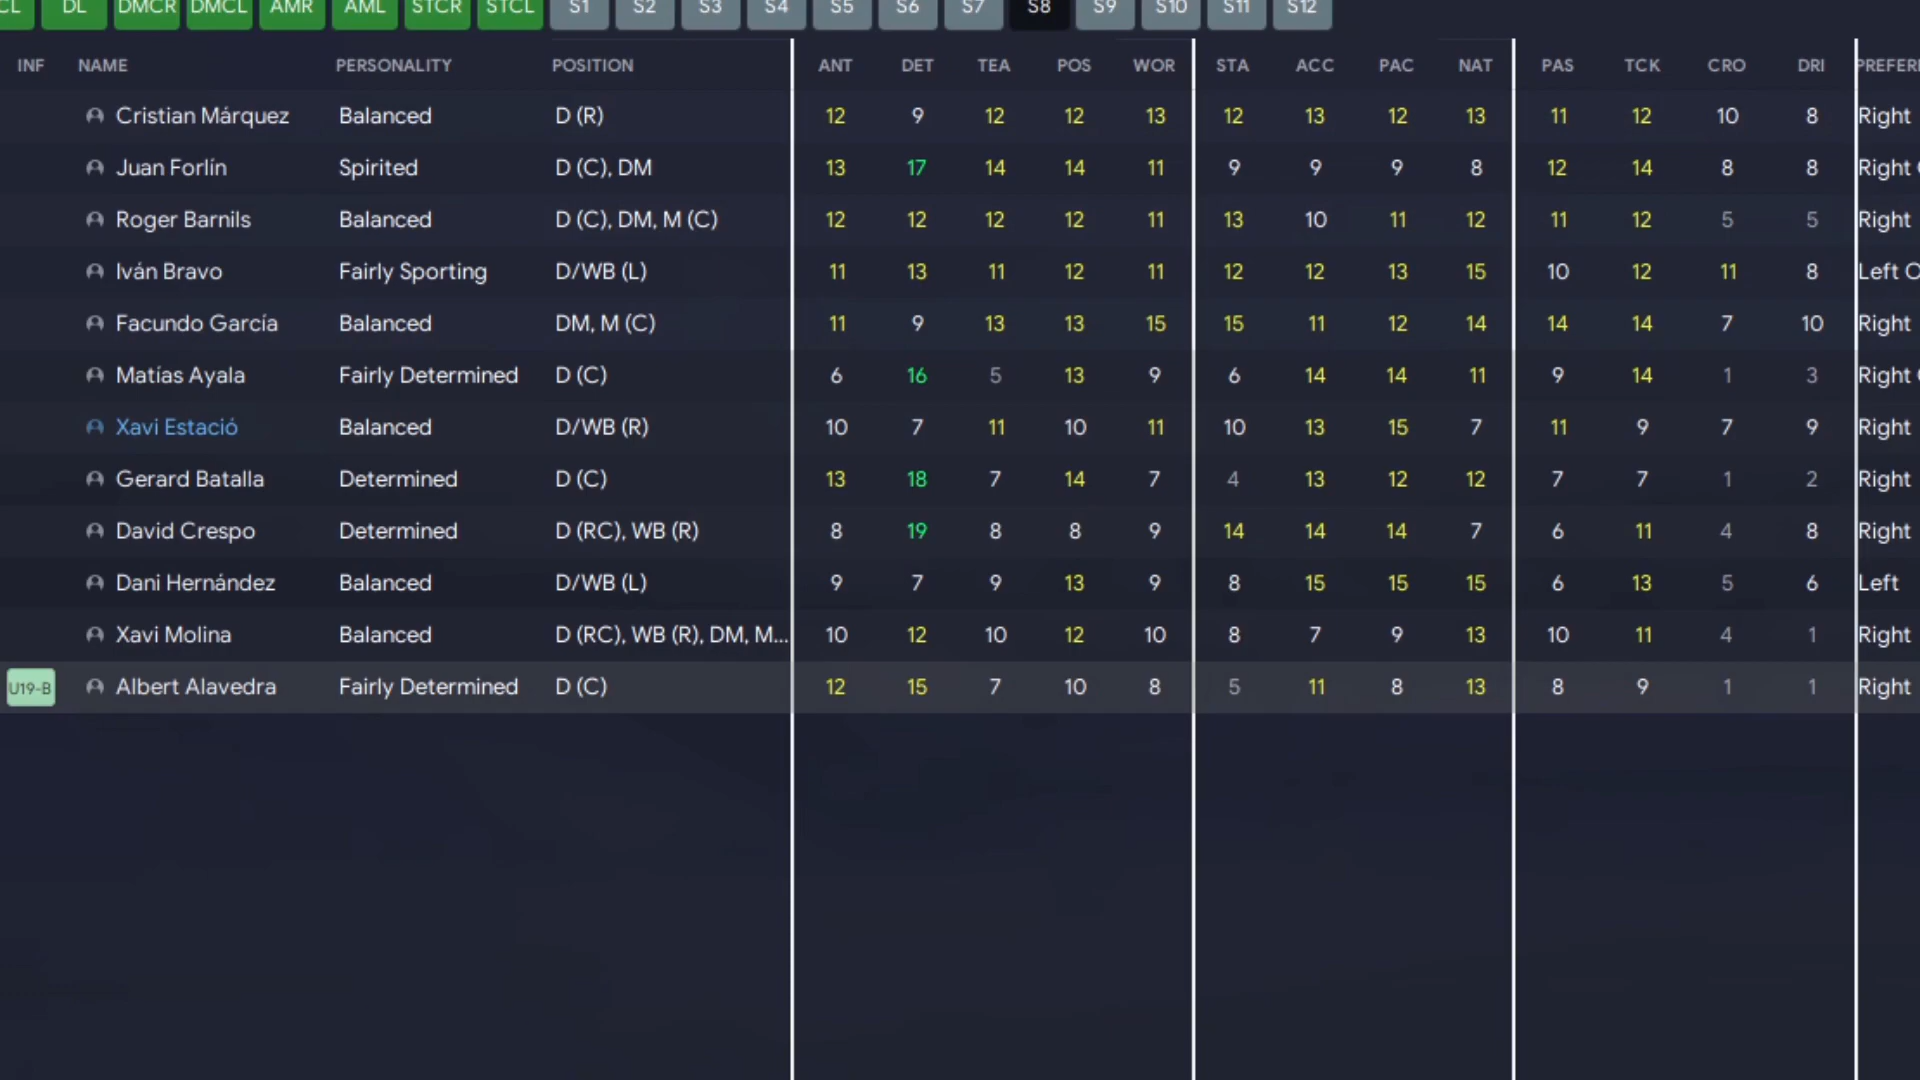 CL DL DMCR DMCL AMR AML STCR STCL S1 S2 S3 S4 S5 S6 S7 S8 S9 S10 S11 S12
INF NAME PERSONALITY POSITION ANT DET TEA POS WOR STA ACC PAC NAT PAS TCK CRO DRI PREFER
Cristian Márquez Balanced D (R) 12 9 12 12 13 12 13 12 13 11 12 10 8 Right
Juan Forlín Spirited D (C), DM 13 17 14 14 11 9 9 9 8 12 14 8 8 Right
Roger Barnils Balanced D (C), DM, M (C) 12 12 12 12 11 13 10 11 12 11 12 5 5 Right
Iván Bravo Fairly Sporting D/WB (L) 11 13 11 12 11 12 12 13 15 10 12 11 8 Left O
Facundo García Balanced DM, M (C) 11 9 13 13 15 15 11 12 14 14 14 7 10 Right
Matías Ayala Fairly Determined D (C) 6 16 5 13 9 6 14 14 11 9 14 1 3 Right
Xavi Estació Balanced D/WB (R) 10 7 11 10 11 10 13 15 7 11 9 7 9 Right
Gerard Batalla Determined D (C) 13 18 7 14 7 4 13 12 12 7 7 1 2 Right
David Crespo Determined D (RC), WB (R) 8 19 8 8 9 14 14 14 7 6 11 4 8 Right
Dani Hernández Balanced D/WB (L) 9 7 9 13 9 8 15 15 15 6 13 5 6 Left
Xavi Molina Balanced D (RC), WB (R), DM, M... 10 12 10 12 10 8 7 9 13 10 11 4 1 Right
U19-B Albert Alavedra Fairly Determined D (C) 12 15 7 10 8 5 11 8 13 8 9 1 1 Right